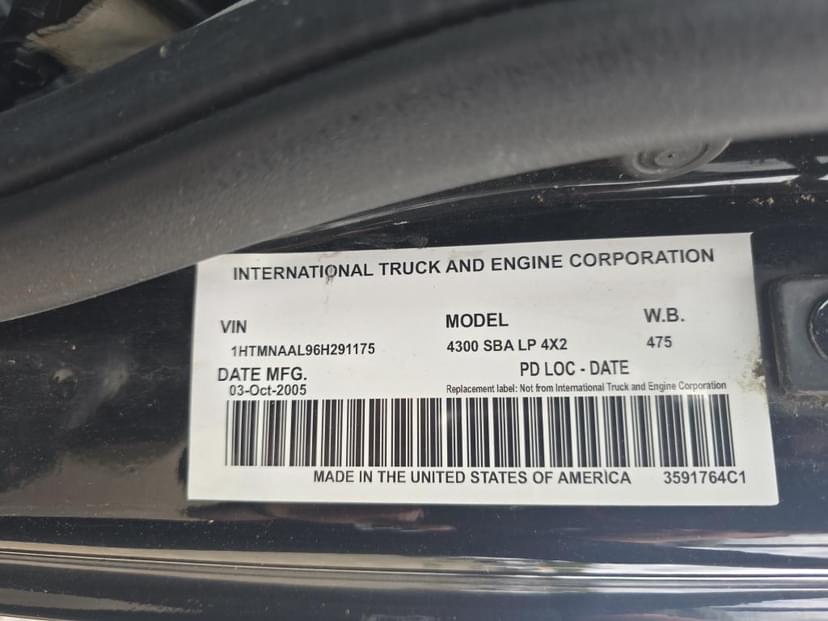 INTERNATIONAL TRUCK AND ENGINE CORPORATION
VIN MODEL W.B.
1HTMNAAL96H291175 4300 SBA LP 4X2 475
DATE MFG. PD LOC - DATE
03-Oct-2005 Replacement label: Not from International Truck and Engine Corporation
MADE IN THE UNITED STATES OF AMERICA 3591764C1